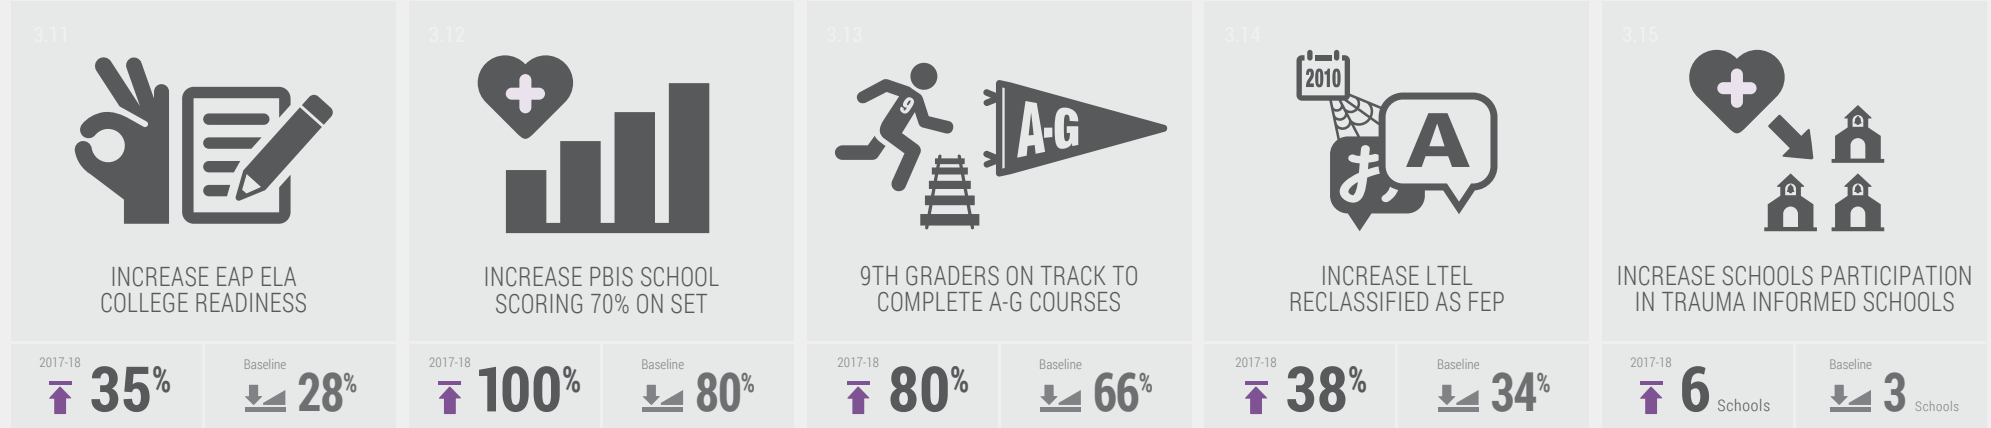 3.11
INCREASE EAP ELA
COLLEGE READINESS
2017-18
35%
Baseline
28%
3.12
INCREASE PBIS SCHOOL
SCORING 70% ON SET
2017-18
100%
Baseline
80%
3.13
9
A-G
9TH GRADERS ON TRACK TO
COMPLETE A-G COURSES
2017-18
80%
Baseline
66%
3.14
2010
A
INCREASE LTEL
RECLASSIFIED AS FEP
2017-18
38%
Baseline
34%
3.15
INCREASE SCHOOLS PARTICIPATION
IN TRAUMA INFORMED SCHOOLS
2017-18
6 Schools
Baseline
3 Schools